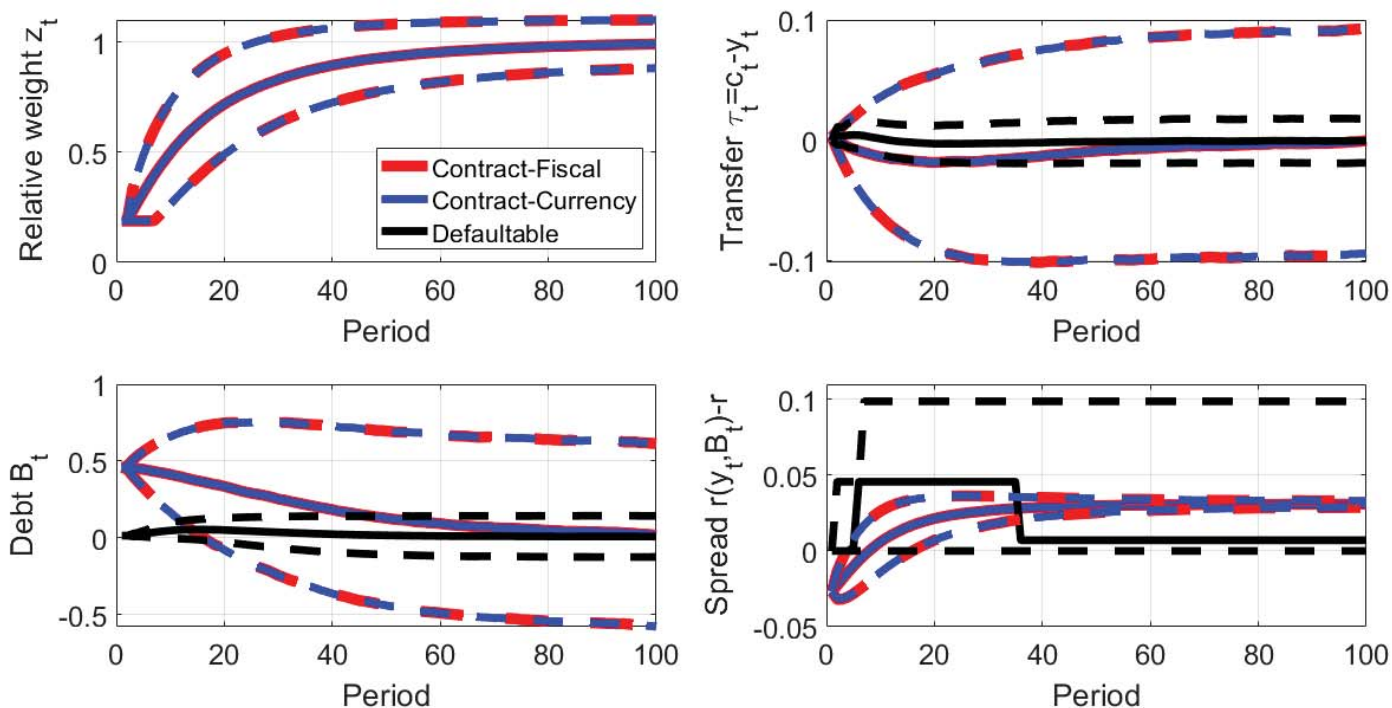 Relative weight z_t
1
0.5
0
0 20 40 60 80 100
Period
Contract-Fiscal
Contract-Currency
Defaultable
Transfer τ_t=c_t-y_t
0.1
0
-0.1
0 20 40 60 80 100
Period
Debt B_t
1
0.5
0
-0.5
0 20 40 60 80 100
Period
Spread r(y_t,B_t)-r
0.1
0.05
0
-0.05
0 20 40 60 80 100
Period